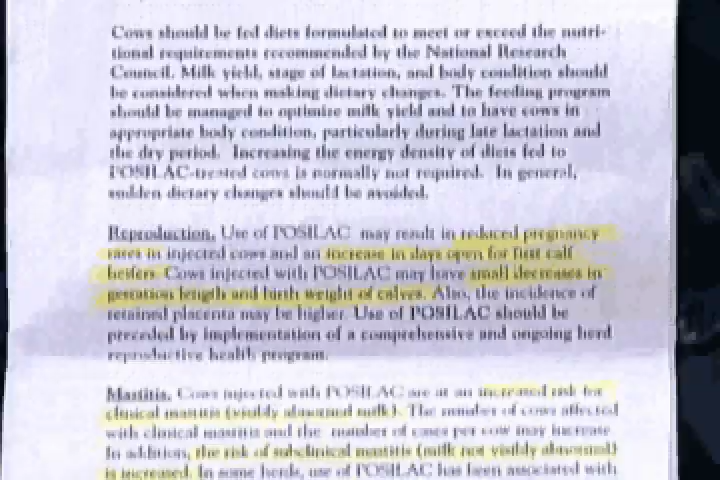 Cows should be fed diets formulated to meet or exceed the nutri-
tional requirements recommended by the National Research
Council. Milk yield, stage of lactation, and body condition should
be considered when making dietary changes. The feeding program
should be managed to optimize milk yield and to have cows in
appropriate body condition, particularly during late lactation and
the dry period. Increasing the energy density of diets fed to
POSILAC-treated cows is normally not required. In general,
sudden dietary changes should be avoided.
Reproduction. Use of POSILAC may result in reduced pregnancy
rates in injected cows and an increase in days open for first calf
heifers. Cows injected with POSILAC may have small decreases in
gestation length and birth weight of calves. Also, the incidence of
retained placenta may be higher. Use of POSILAC should be
preceded by implementation of a comprehensive and ongoing herd
reproductive health program.
Mastitis. Cows injected with POSILAC are at an increased risk for
clinical mastitis (visibly abnormal milk). The number of cows affected
with clinical mastitis and the number of cases per cow may increase
In addition, the risk of subclinical mastitis (milk not visibly abnormal)
is increased. In some herds, use of POSILAC has been associated with